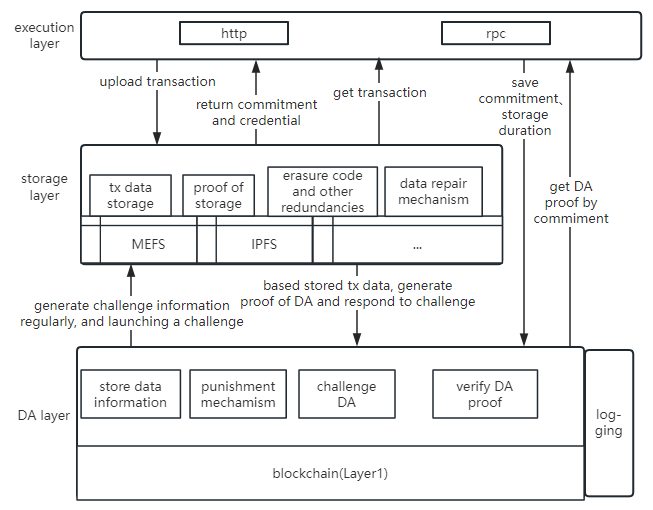 execution
layer
http
rpc
upload transaction
return commitment
and credential
get transaction
save
commitment、
storage
duration
get DA
proof by
commiment
storage
layer
tx data
storage
proof of
storage
erasure code
and other
redundancies
data repair
mechanism
MEFS
IPFS
...
generate challenge information
regularly, and launching a challenge
based stored tx data, generate
proof of DA and respond to challenge
DA layer
store data
information
punishment
mechamism
challenge
DA
verify DA
proof
log-
ging
blockchain(Layer1)